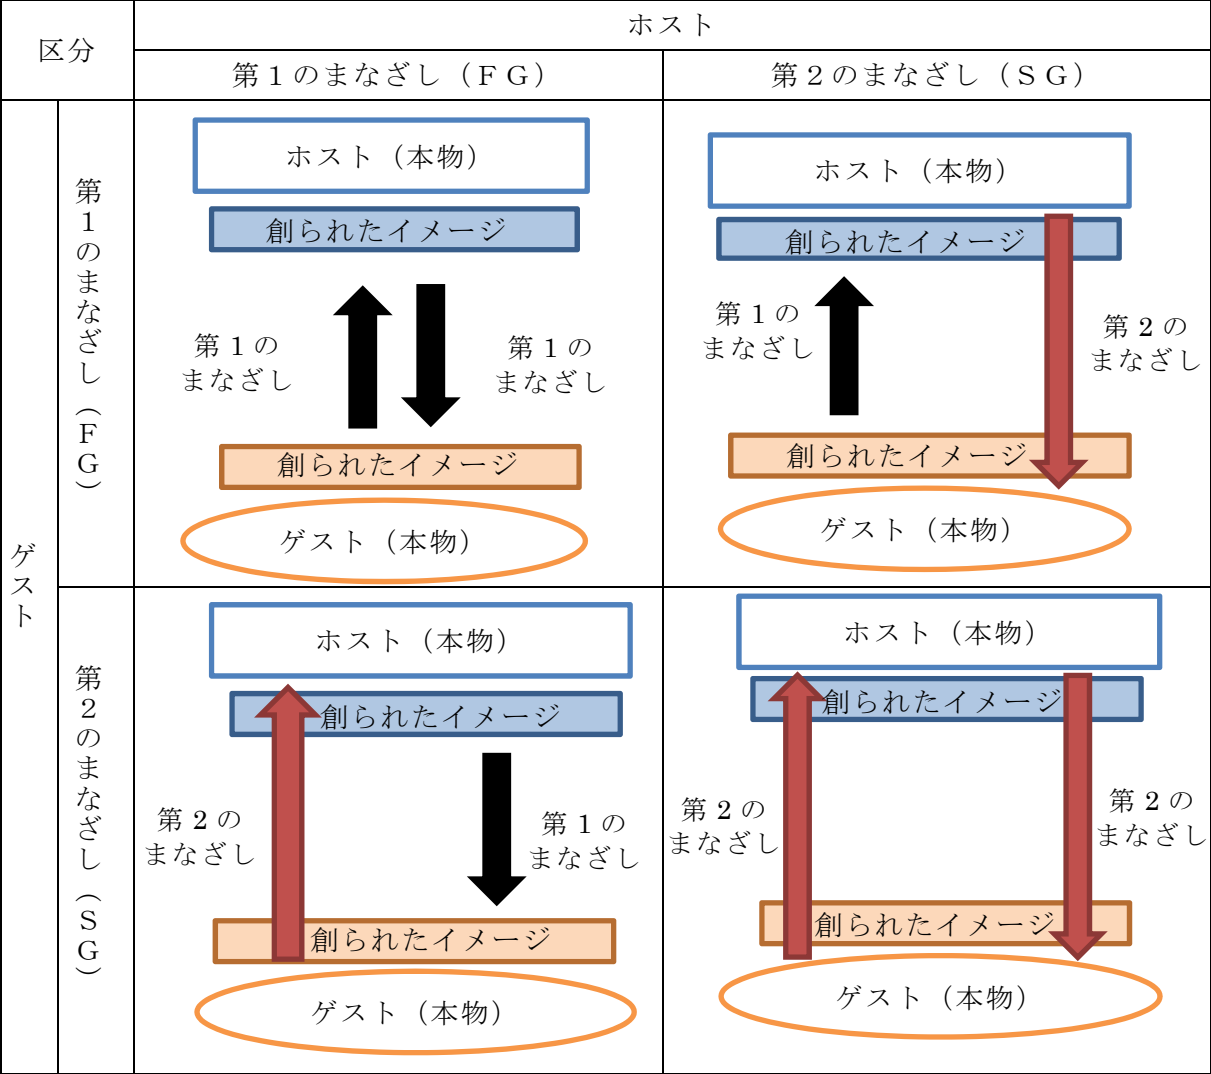 区分
ホスト
第１のまなざし（ＦＧ）
第２のまなざし（ＳＧ）
ゲスト
第１のまなざし（ＦＧ）
ホスト（本物）
創られたイメージ
第１の
まなざし
第１の
まなざし
創られたイメージ
ゲスト（本物）
ホスト（本物）
創られたイメージ
第１の
まなざし
第２の
まなざし
創られたイメージ
ゲスト（本物）
第２のまなざし（ＳＧ）
ホスト（本物）
創られたイメージ
第２の
まなざし
第１の
まなざし
創られたイメージ
ゲスト（本物）
ホスト（本物）
創られたイメージ
第２の
まなざし
第２の
まなざし
創られたイメージ
ゲスト（本物）